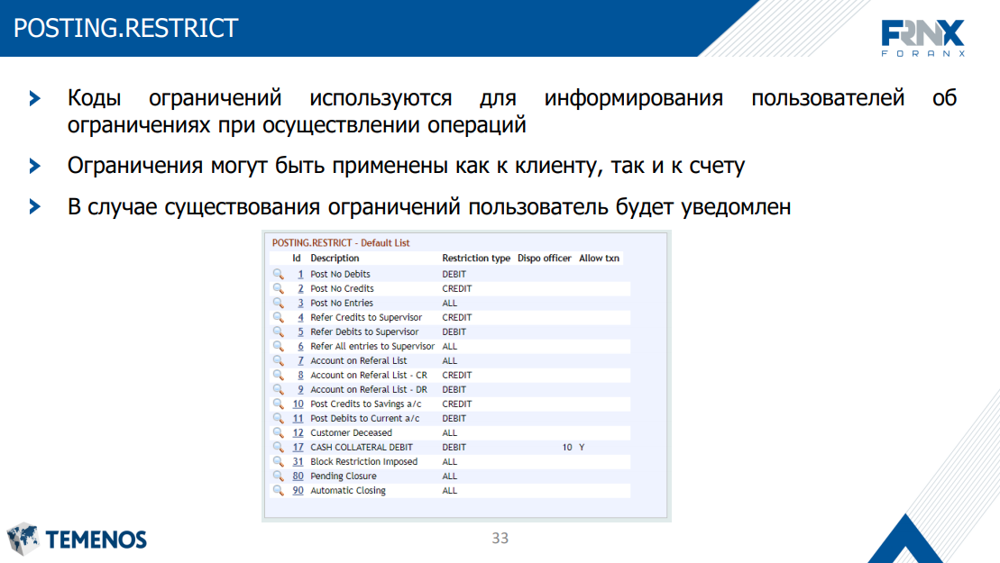 POSTING.RESTRICT
FRNX
FORANX
Коды ограничений используются для информирования пользователей об
ограничениях при осуществлении операций
Ограничения могут быть применены как к клиенту, так и к счету
В случае существования ограничений пользователь будет уведомлен
POSTING.RESTRICT - Default List
Id Description Restriction type Dispo officer Allow txn
1 Post No Debits DEBIT
2 Post No Credits CREDIT
3 Post No Entries ALL
4 Refer Credits to Supervisor CREDIT
5 Refer Debits to Supervisor DEBIT
6 Refer All entries to Supervisor ALL
7 Account on Referal List ALL
8 Account on Referal List - CR CREDIT
9 Account on Referal List - DR DEBIT
10 Post Credits to Savings a/c CREDIT
11 Post Debits to Current a/c DEBIT
12 Customer Deceased ALL
17 CASH COLLATERAL DEBIT DEBIT 10 Y
31 Block Restriction Imposed ALL
80 Pending Closure ALL
90 Automatic Closing ALL
TEMENOS
33